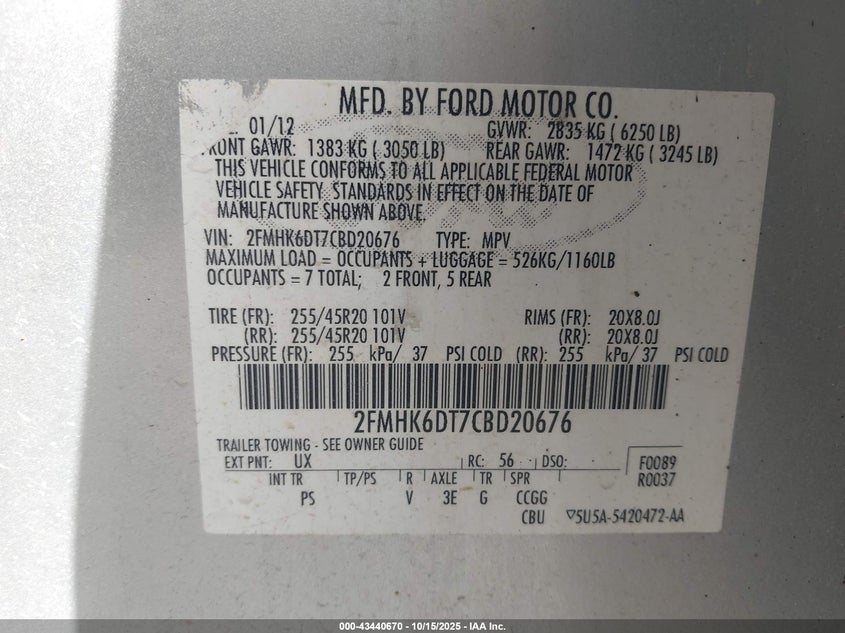 MFD. BY FORD MOTOR CO.
01/12 GVWR: 2835 KG ( 6250 LB)
FRONT GAWR: 1383 KG ( 3050 LB) REAR GAWR: 1472 KG ( 3245 LB)
THIS VEHICLE CONFORMS TO ALL APPLICABLE FEDERAL MOTOR
VEHICLE SAFETY, STANDARDS IN EFFECT ON THE DATE OF
MANUFACTURE SHOWN ABOVE.
VIN: 2FMHK6DT7CBD20676 TYPE: MPV
MAXIMUM LOAD = OCCUPANTS + LUGGAGE = 526KG/1160LB
OCCUPANTS = 7 TOTAL; 2 FRONT, 5 REAR
TIRE (FR): 255/45R20 101V RIMS (FR): 20X8.0J
(RR): 255/45R20 101V (RR): 20X8.0J
PRESSURE (FR): 255 kPa/ 37 PSI COLD (RR): 255 kPa/ 37 PSI COLD
2FMHK6DT7CBD20676
TRAILER TOWING - SEE OWNER GUIDE
EXT PNT: UX RC: 56 DSO: F0089
INT TR TP/PS R AXLE TR SPR R0037
PS V 3E G CCGG
CBU 5U5A-5420472-AA
000-43440670 - 10/15/2025 - IAA Inc.